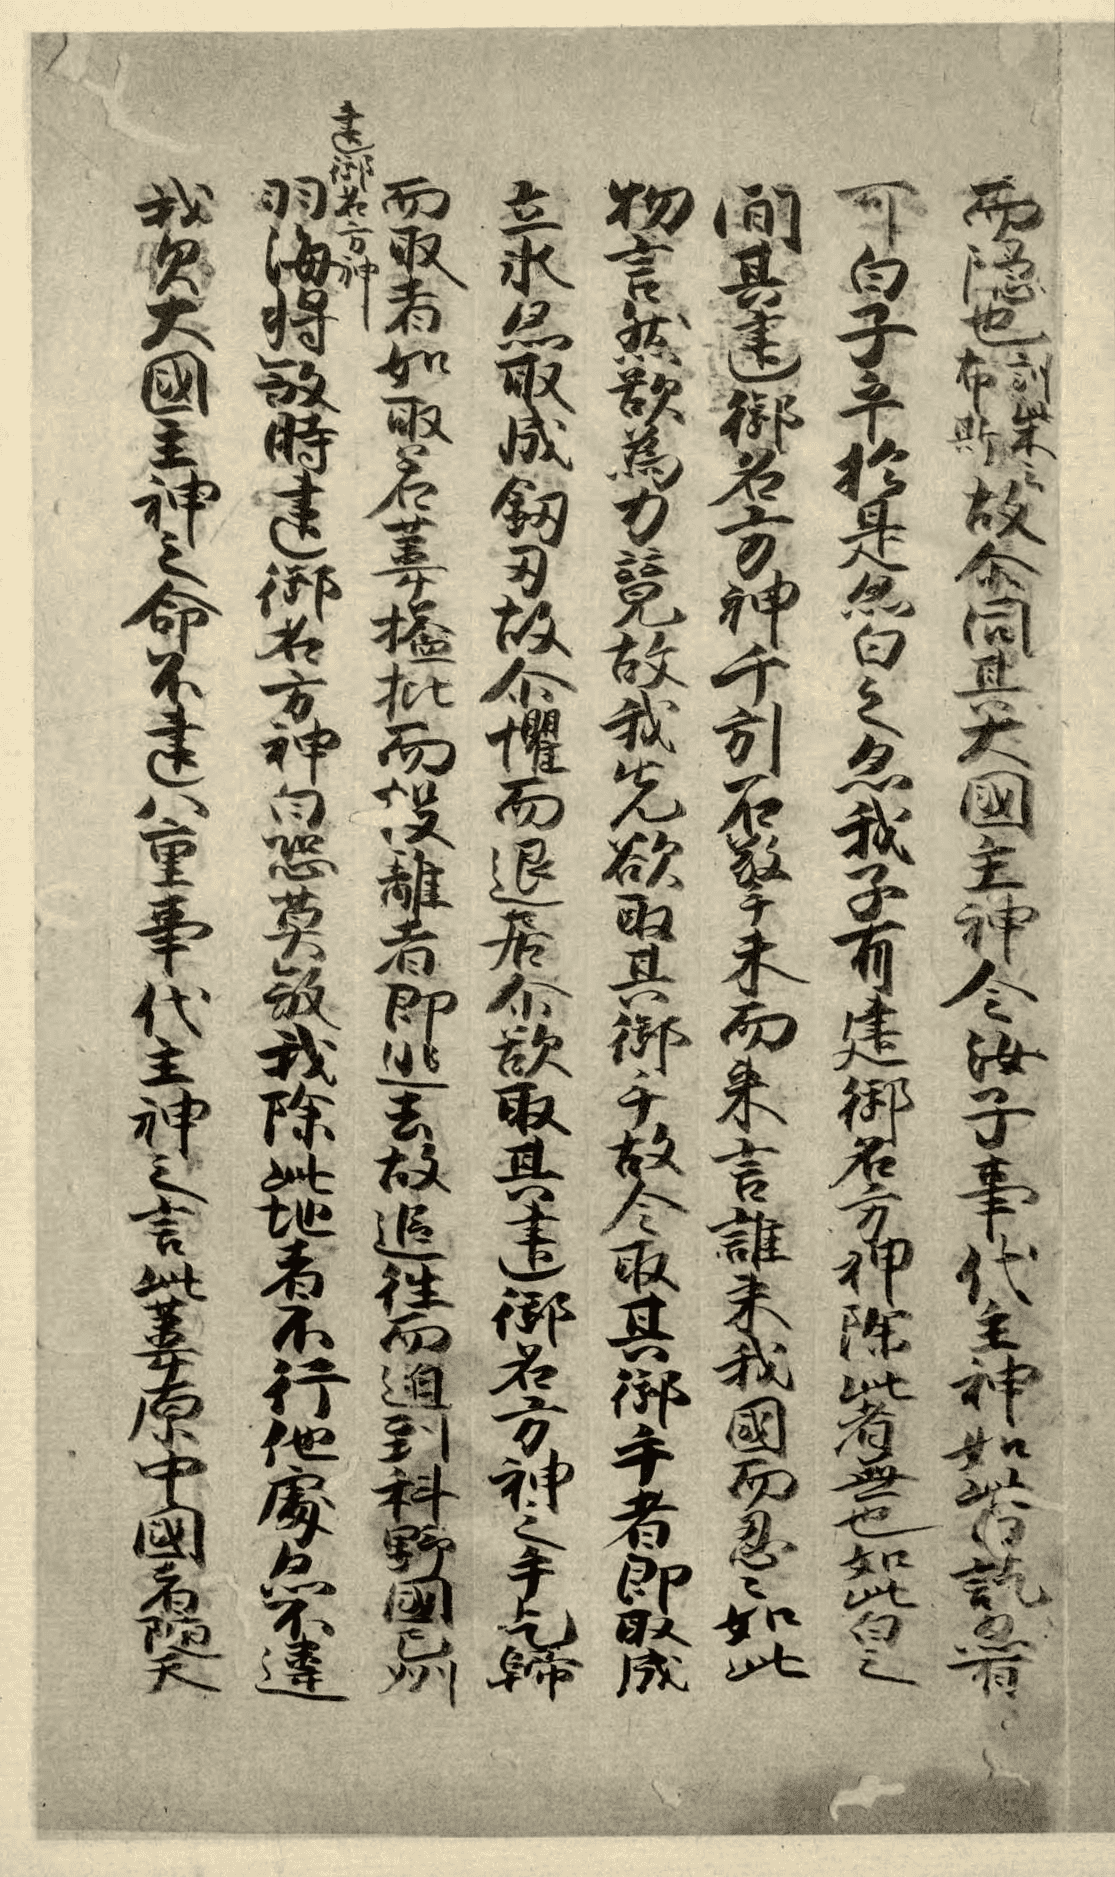 而隠也訓柴云布斯故尒問其大國主神今汝子事代主神如此白訖亦有
可白子乎於是亦白之亦我子有建御名方神除此者無也如此白之
間其建御名方神千引石擎手末而来言誰来我國而忍〻如此
物言然欲為力競故我先欲取其御手故令取其御手者即取成
立氷亦取成釼刃故尒懼而退居尒欲取其建御名方神之手乞歸
而取者如取若葦搤批而投離者即逃去故追往而迫到科野國之州
建御名方神
羽海将殺時建御名方神白恐莫殺我除此地者不行他處亦不違
我父大國主神之命不違八重事代主神之言此葦原中國者随天